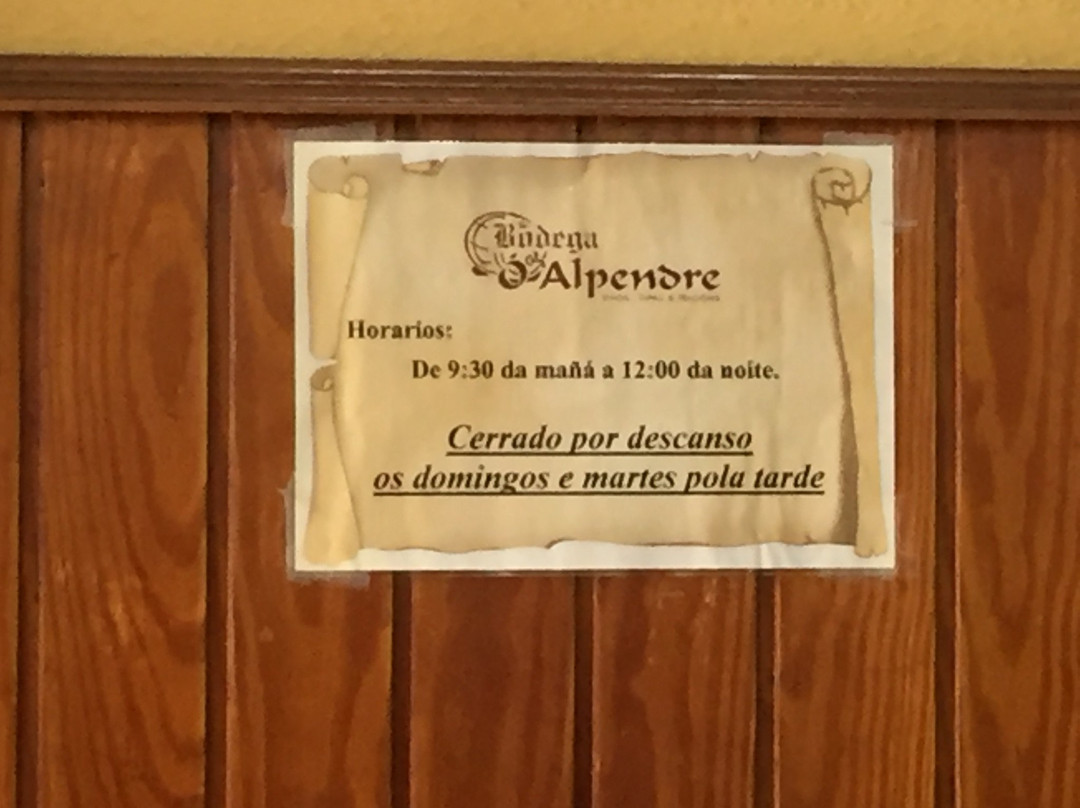 Bodega
O Alpendre
Horarios:
De 9:30 da mañá a 12:00 da noite.
Cerrado por descanso
os domingos e martes pola tarde